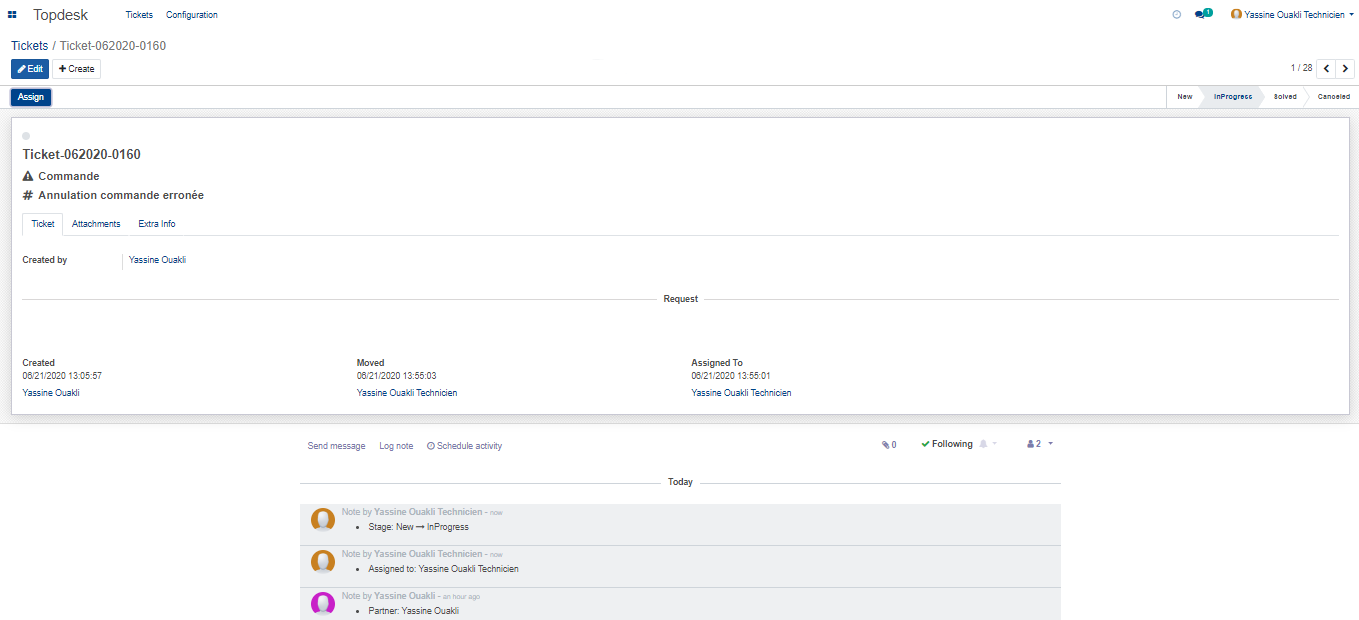 Topdesk Tickets Configuration 1 Yassine Ouakli Technicien
Tickets / Ticket-062020-0160
Edit Create 1 / 28
Assign New InProgress Solved Canceled
Ticket-062020-0160
Commande
# Annulation commande erronée
Ticket Attachments Extra Info
Created by Yassine Ouakli
Request
Created Moved Assigned To
06/21/2020 13:05:57 06/21/2020 13:55:03 06/21/2020 13:55:01
Yassine Ouakli Yassine Ouakli Technicien Yassine Ouakli Technicien
Send message Log note Schedule activity 0 Following 2
Today
Note by Yassine Ouakli Technicien - now
• Stage: New → InProgress
Note by Yassine Ouakli Technicien - now
• Assigned to: Yassine Ouakli Technicien
Note by Yassine Ouakli - an hour ago
• Partner: Yassine Ouakli